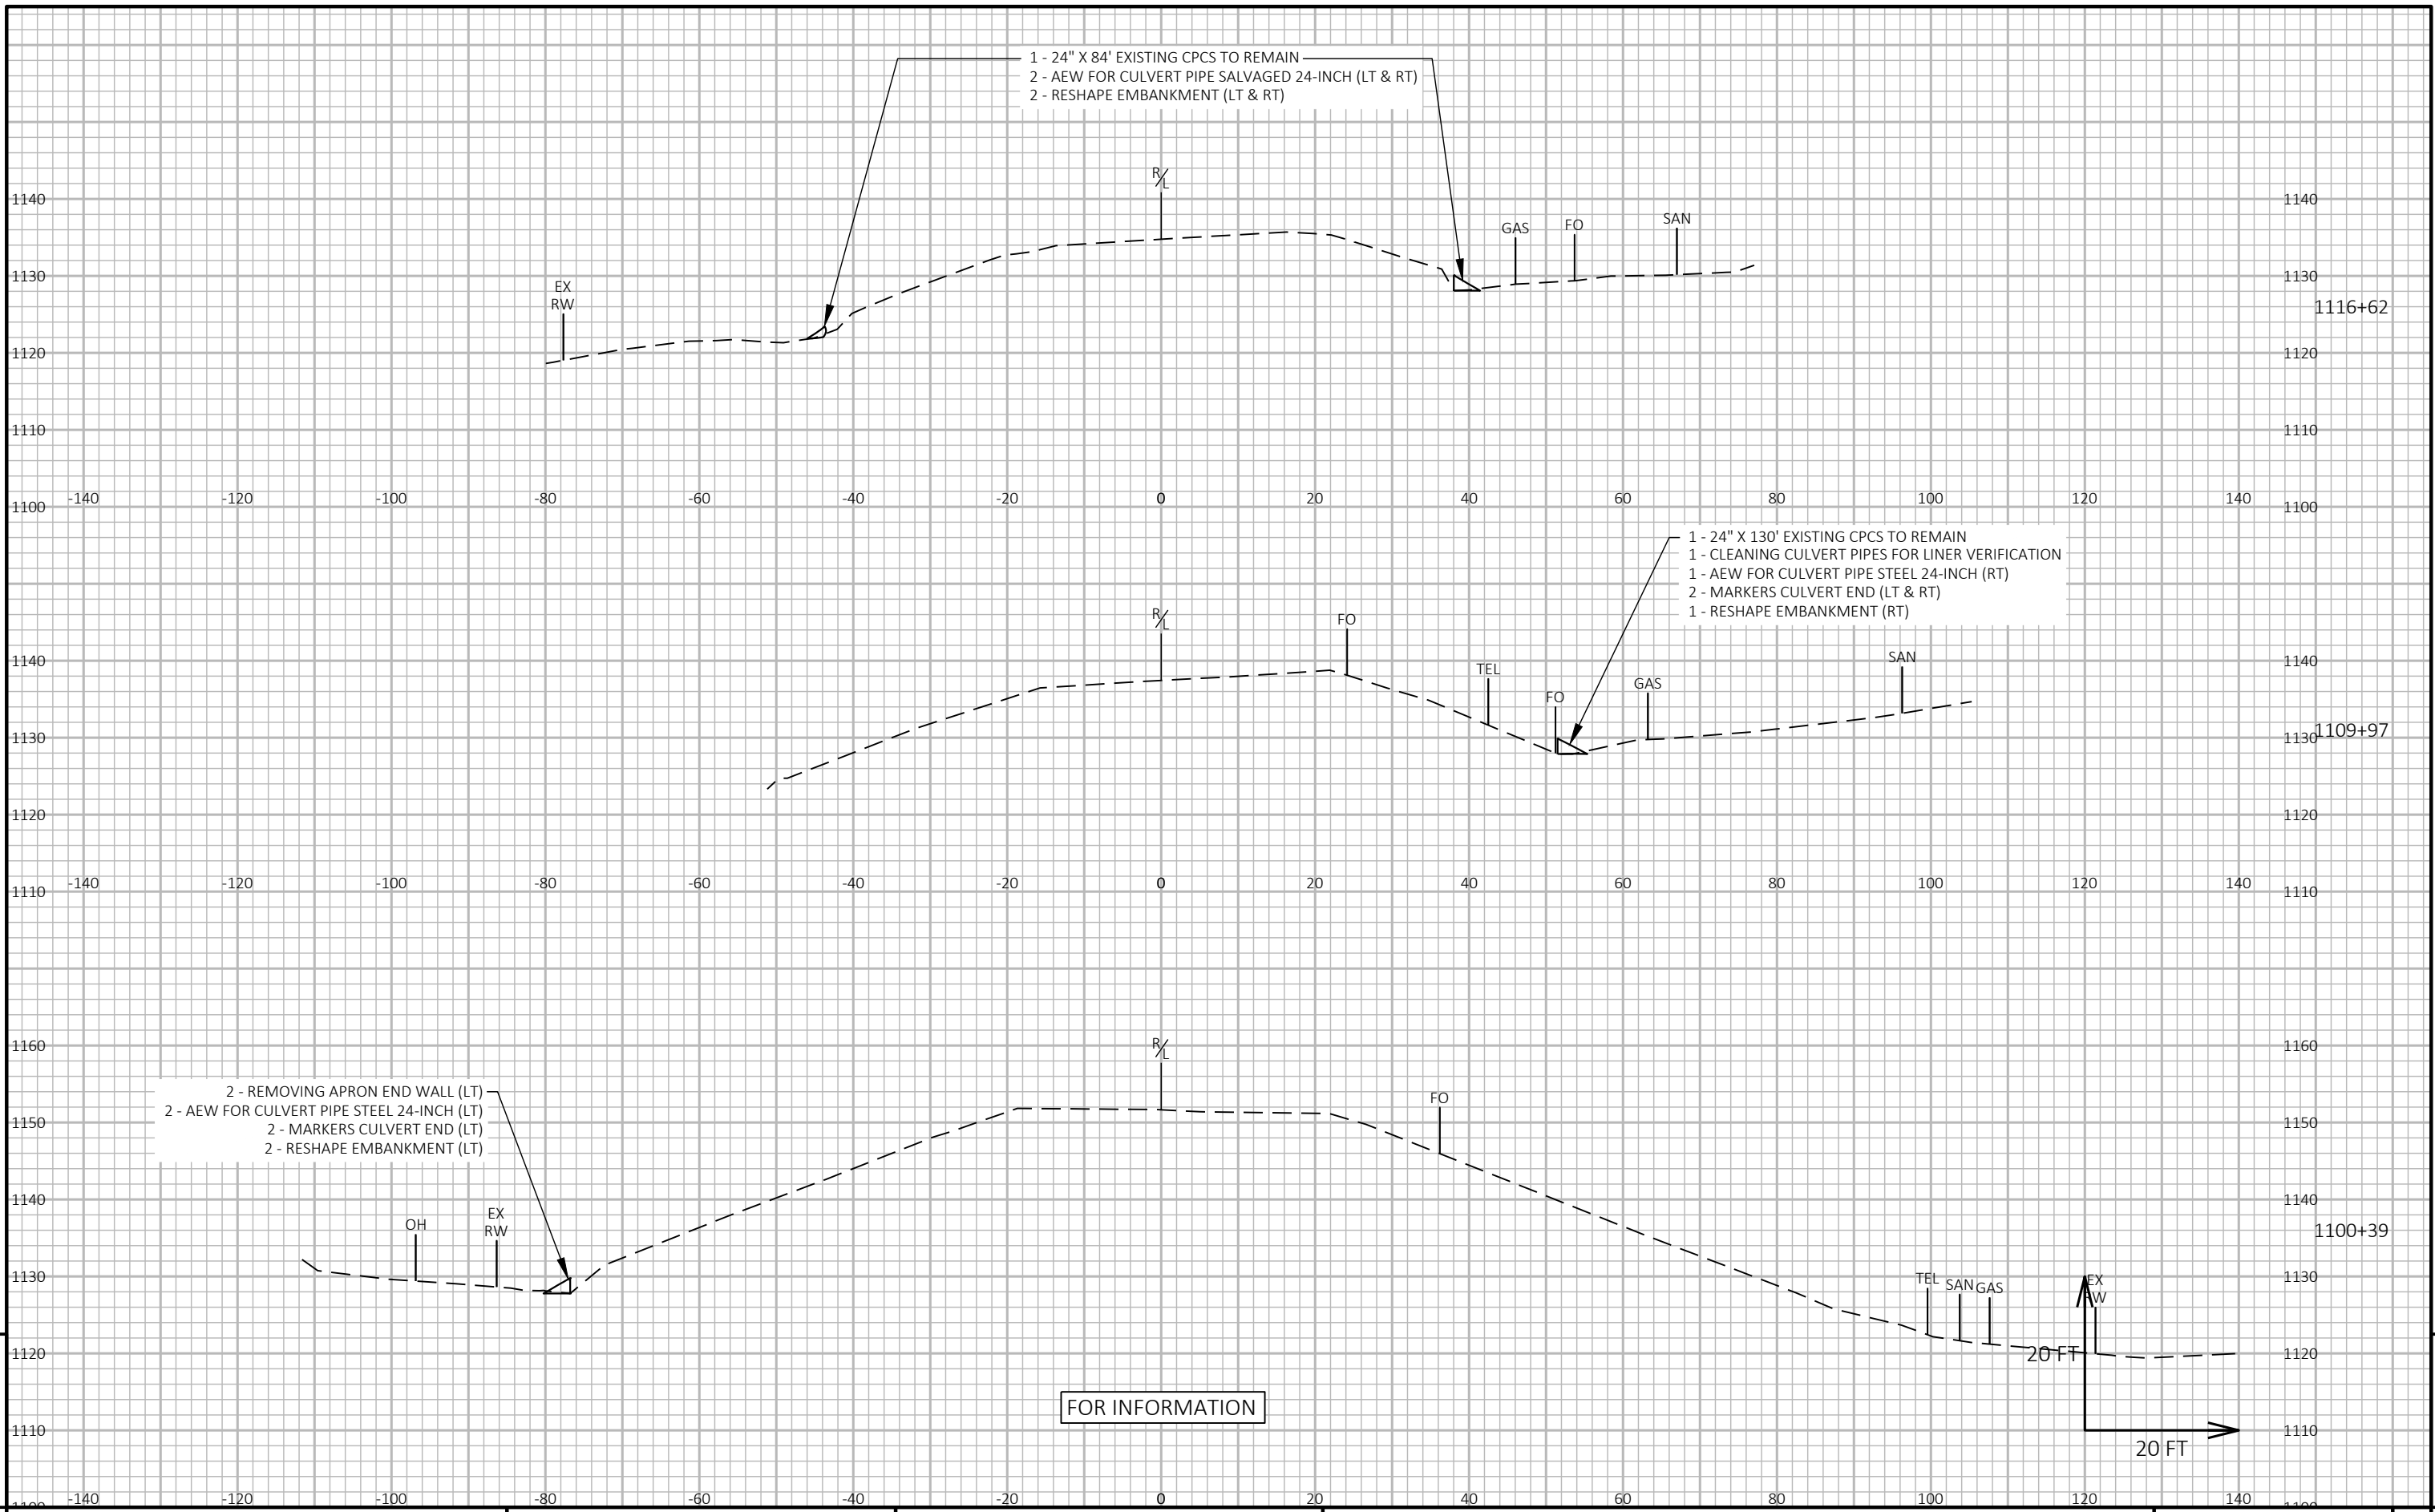 1 - 24" X 84' EXISTING CPCS TO REMAIN
2 - AEW FOR CULVERT PIPE SALVAGED 24-INCH (LT & RT)
2 - RESHAPE EMBANKMENT (LT & RT)
R/L
1140 1140
GAS FO SAN
1130 1130
EX
RW
1116+62
1120 1120
1110 1110
-140 -120 -100 -80 -60 -40 -20 0 20 40 60 80 100 120 140
1100 1100
1 - 24" X 130' EXISTING CPCS TO REMAIN
1 - CLEANING CULVERT PIPES FOR LINER VERIFICATION
1 - AEW FOR CULVERT PIPE STEEL 24-INCH (RT)
2 - MARKERS CULVERT END (LT & RT)
1 - RESHAPE EMBANKMENT (RT)
R/L FO
1140 SAN 1140
TEL GAS
FO
1130 1130 1109+97
1120 1120
-140 -120 -100 -80 -60 -40 -20 0 20 40 60 80 100 120 140
1110 1110
R/L
1160 1160
2 - REMOVING APRON END WALL (LT)
2 - AEW FOR CULVERT PIPE STEEL 24-INCH (LT)
2 - MARKERS CULVERT END (LT)
2 - RESHAPE EMBANKMENT (LT)
FO
1150 1150
1140 1140
OH EX
RW
1100+39
1130 1130
TEL SAN GAS EX
RW
1120 20 FT 1120
FOR INFORMATION
1110 1110
20 FT
-140 -120 -100 -80 -60 -40 -20 0 20 40 60 80 100 120 140
1100 1100